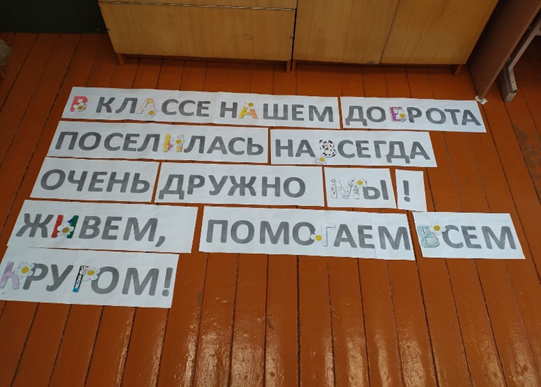 В КЛАССЕ НАШЕМ ДОБРОТА
ПОСЕЛИЛАСЬ НАВСЕГДА
ОЧЕНЬ ДРУЖНО МЫ !
ЖИВЕМ, ПОМОГАЕМ ВСЕМ
КРУГОМ!